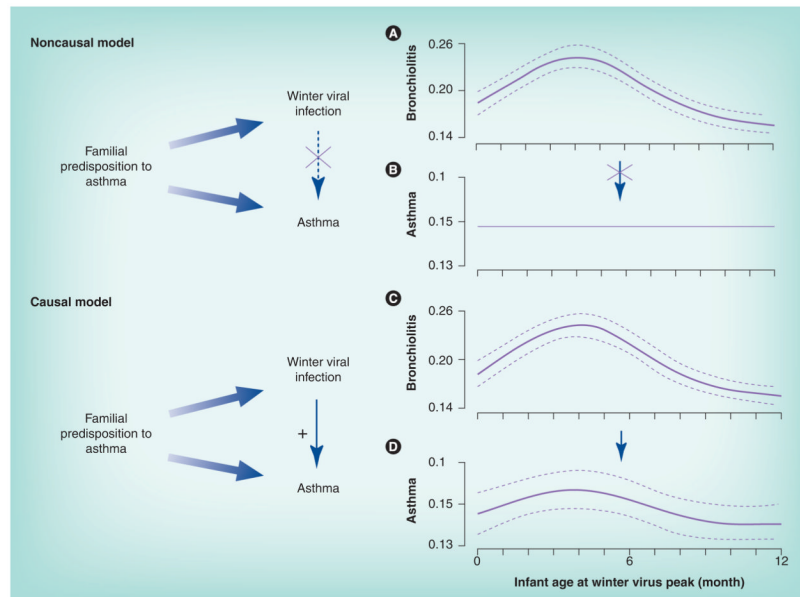 Noncausal model
Winter viral
infection
Familial
predisposition to
asthma
Asthma
A
Bronchiolitis
0.26
0.20
0.14
B
Asthma
0.1
0.15
0.13
Causal model
Winter viral
infection
Familial
predisposition to
asthma
+
Asthma
C
Bronchiolitis
0.26
0.20
0.14
D
Asthma
0.1
0.15
0.13
0
6
12
Infant age at winter virus peak (month)